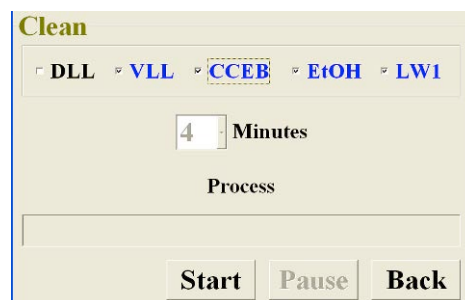 Clean
DLL VLL CCEB EtOH LW1
4 Minutes
Process
Start Pause Back